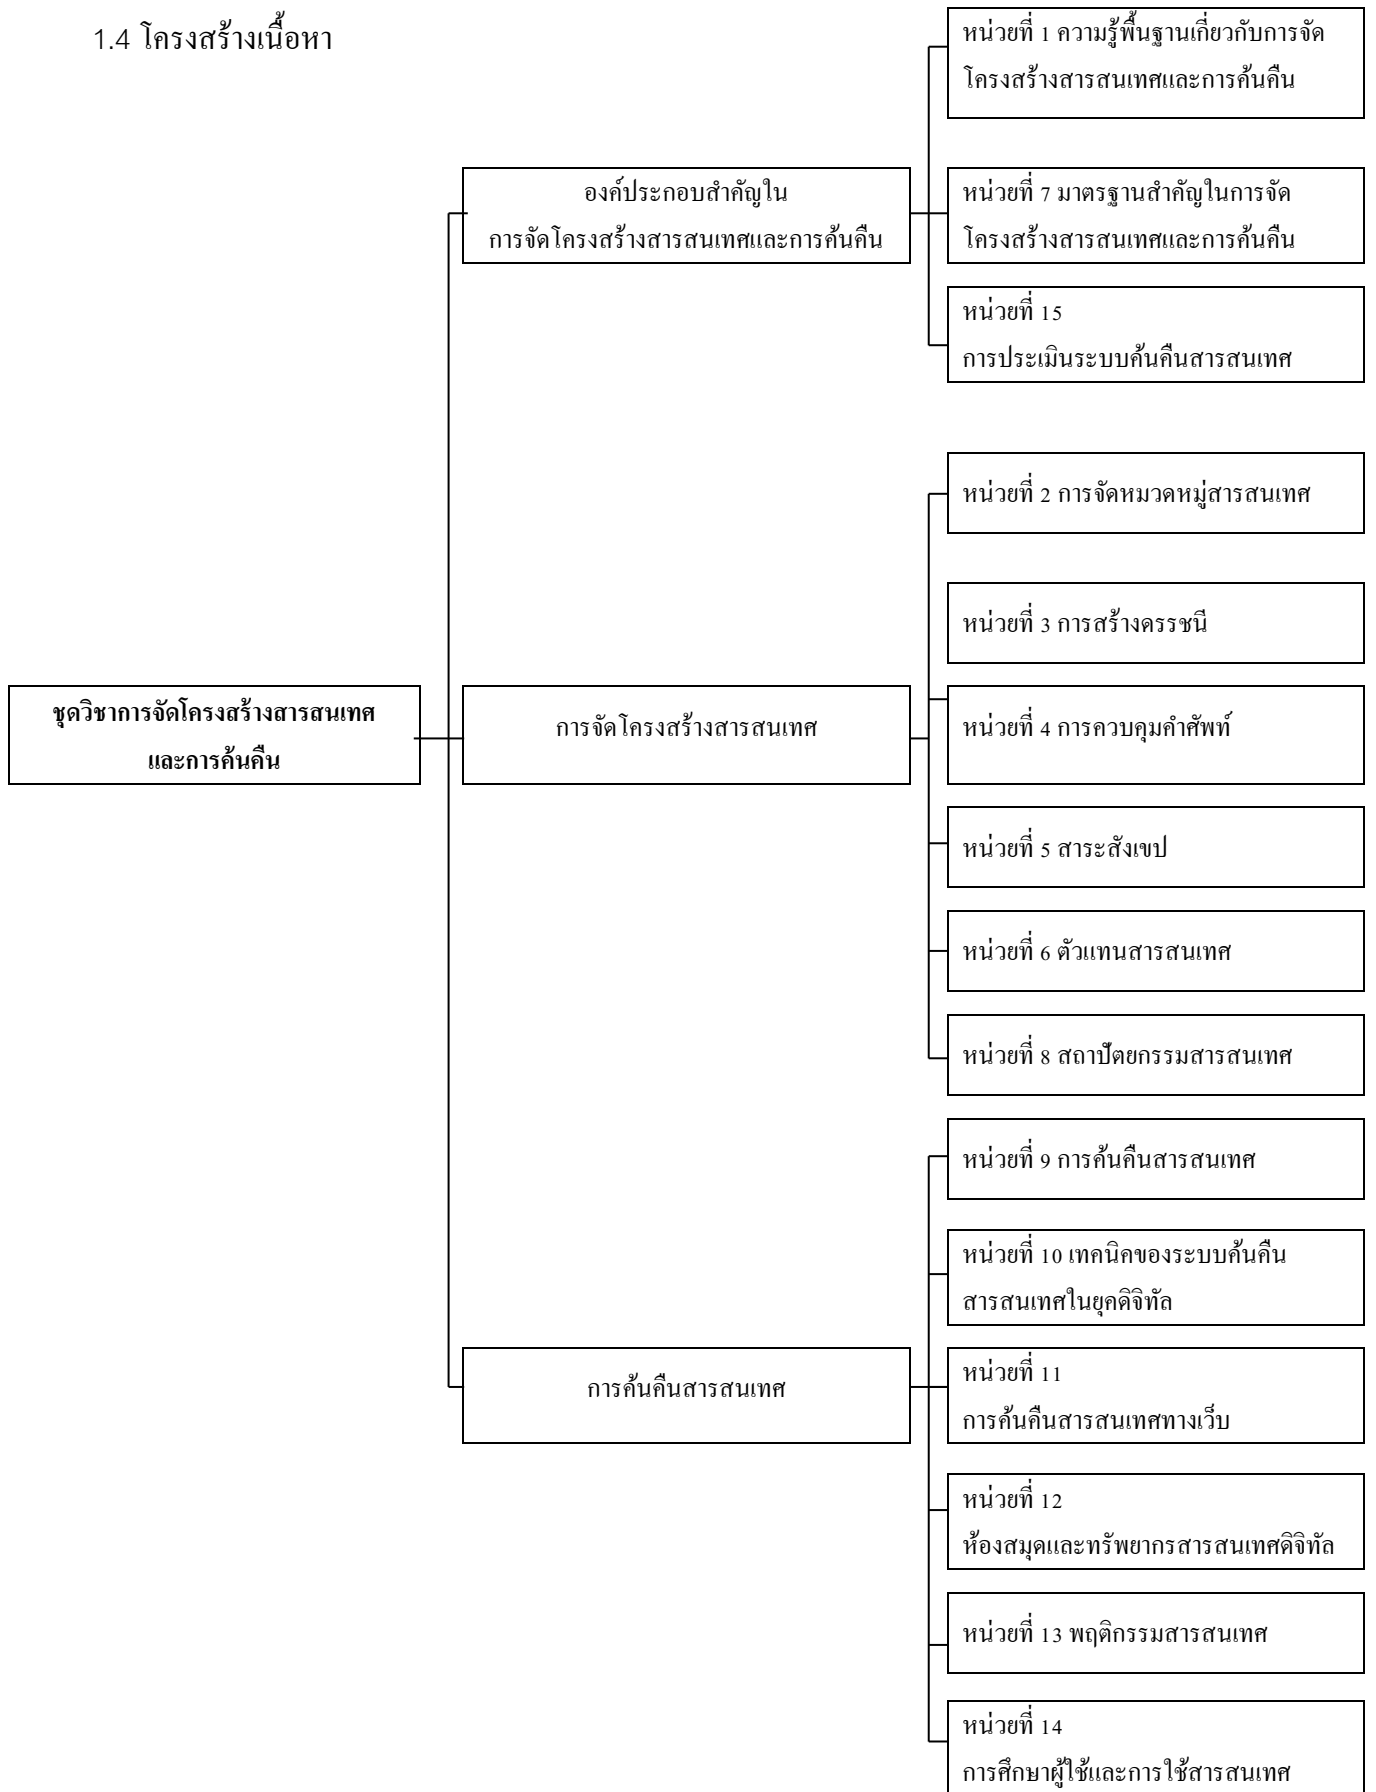 1.4 โครงสร้างเนื้อหา
หน่วยที่ 1 ความรู้พื้นฐานเกี่ยวกับการจัด
โครงสร้างสารสนเทศและการค้นคืน
องค์ประกอบสำคัญใน
การจัดโครงสร้างสารสนเทศและการค้นคืน
หน่วยที่ 7 มาตรฐานสำคัญในการจัด
โครงสร้างสารสนเทศและการค้นคืน
หน่วยที่ 15
การประเมินระบบค้นคืนสารสนเทศ
หน่วยที่ 2 การจัดหมวดหมู่สารสนเทศ
หน่วยที่ 3 การสร้างดรรชนี
ชุดวิชาการจัดโครงสร้างสารสนเทศ
และการค้นคืน
การจัดโครงสร้างสารสนเทศ
หน่วยที่ 4 การควบคุมคำศัพท์
หน่วยที่ 5 สาระสังเขป
หน่วยที่ 6 ตัวแทนสารสนเทศ
หน่วยที่ 8 สถาปัตยกรรมสารสนเทศ
หน่วยที่ 9 การค้นคืนสารสนเทศ
หน่วยที่ 10 เทคนิคของระบบค้นคืน
สารสนเทศในยุคดิจิทัล
การค้นคืนสารสนเทศ
หน่วยที่ 11
การค้นคืนสารสนเทศทางเว็บ
หน่วยที่ 12
ห้องสมุดและทรัพยากรสารสนเทศดิจิทัล
หน่วยที่ 13 พฤติกรรมสารสนเทศ
หน่วยที่ 14
การศึกษาผู้ใช้และการใช้สารสนเทศ